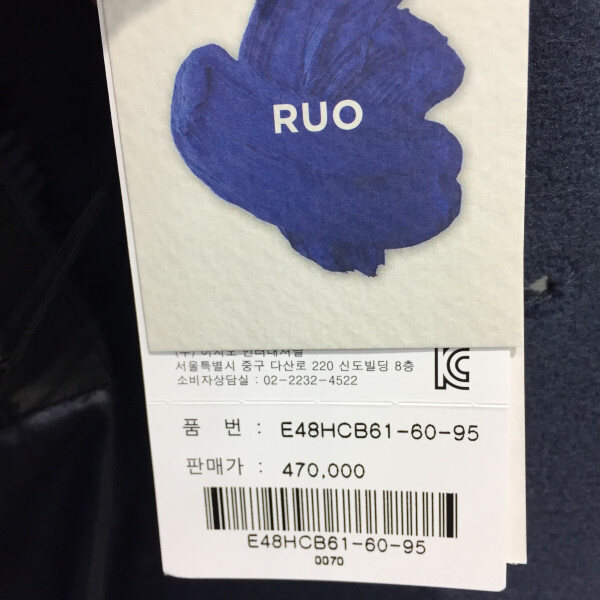 RUO
서울특별시 중구 다산로 220 신도빌딩 8층
소비자상담실 : 02-2232-4522
품 번 : E48HCB61-60-95
판매가 : 470,000
E48HCB61-60-95
0070